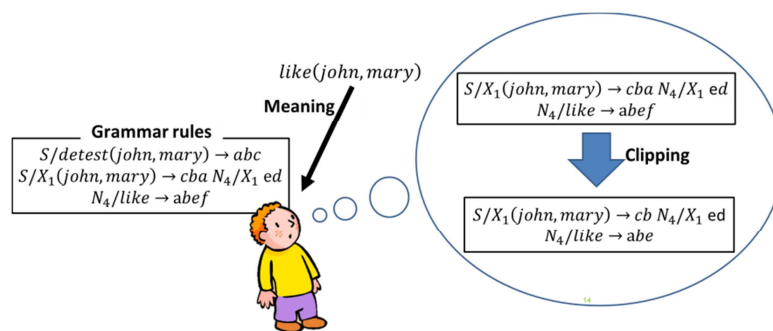 like(john, mary)
Meaning
Grammar rules
S/detest(john, mary) → abc
S/X₁(john, mary) → cba N₄/X₁ ed
N₄/like → abef
S/X₁(john, mary) → cba N₄/X₁ ed
N₄/like → abef
Clipping
S/X₁(john, mary) → cb N₄/X₁ ed
N₄/like → abe
14